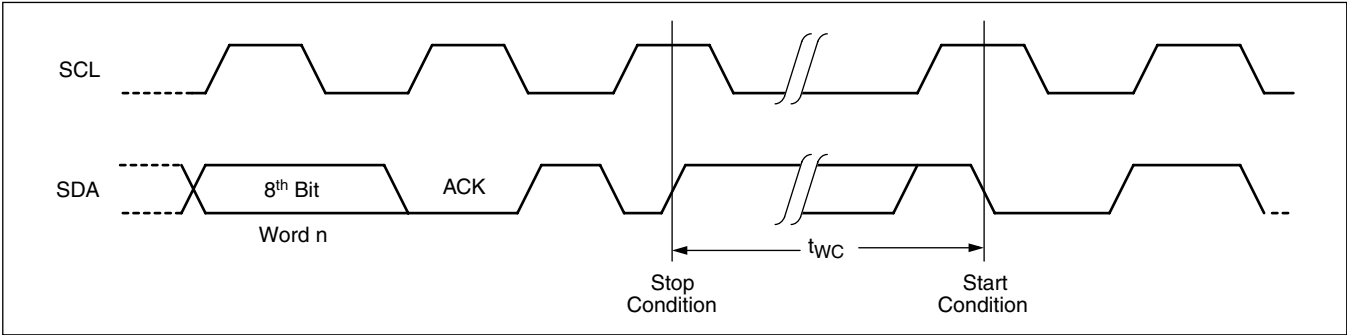 SCL
SDA
8th Bit
ACK
Word n
tWC
Stop
Condition
Start
Condition